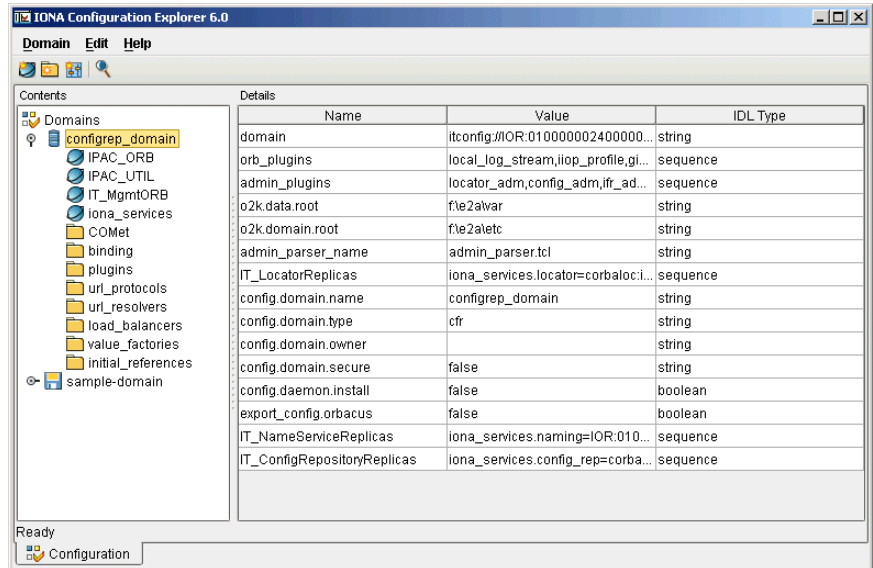 IONA Configuration Explorer 6.0
Domain Edit Help
Contents
Domains
configrep_domain
IPAC_ORB
IPAC_UTIL
IT_MgmtORB
iona_services
COMet
binding
plugins
url_protocols
url_resolvers
load_balancers
value_factories
initial_references
sample-domain
Details
Name Value IDL Type
domain itconfig://IOR:010000002400000... string
orb_plugins local_log_stream,iiop_profile,gi... sequence
admin_plugins locator_adm,config_adm,ifr_ad... sequence
o2k.data.root f:\e2a\var string
o2k.domain.root f:\e2a\etc string
admin_parser_name admin_parser.tcl string
IT_LocatorReplicas iona_services.locator=corbaloc:i... sequence
config.domain.name configrep_domain string
config.domain.type cfr string
config.domain.owner string
config.domain.secure false string
config.daemon.install false boolean
export_config.orbacus false boolean
IT_NameServiceReplicas iona_services.naming=IOR:010... sequence
IT_ConfigRepositoryReplicas iona_services.config_rep=corba... sequence
Ready
Configuration